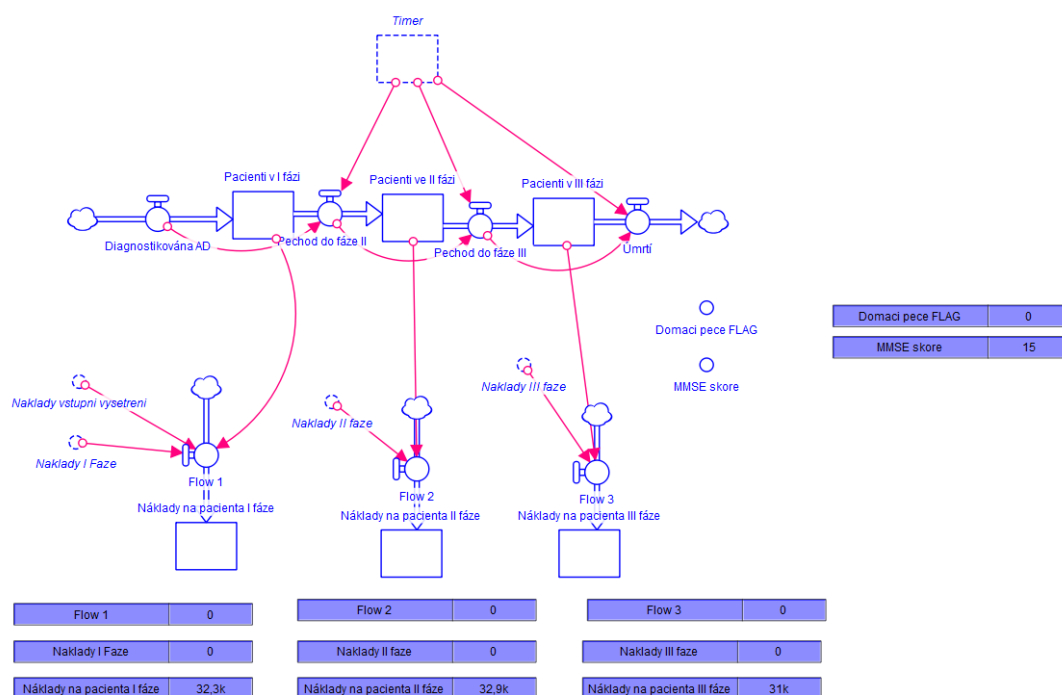 Timer
Pacienti v I fázi
Pacienti ve II fázi
Pacienti v III fázi
Diagnostikována AD
Pechod do fáze II
Pechod do fáze III
Úmrtí
Domaci pece FLAG
MMSE skore
Domaci pece FLAG 0
MMSE skore 15
Naklady vstupni vysetreni
Naklady I Faze
Naklady II faze
Naklady III faze
Flow 1
Flow 2
Flow 3
Náklady na pacienta I fáze
Náklady na pacienta II fáze
Náklady na pacienta III fáze
Flow 1 0
Flow 2 0
Flow 3 0
Naklady I Faze 0
Naklady II faze 0
Naklady III faze 0
Náklady na pacienta I fáze 32,3k
Náklady na pacienta II fáze 32,9k
Náklady na pacienta III fáze 31k